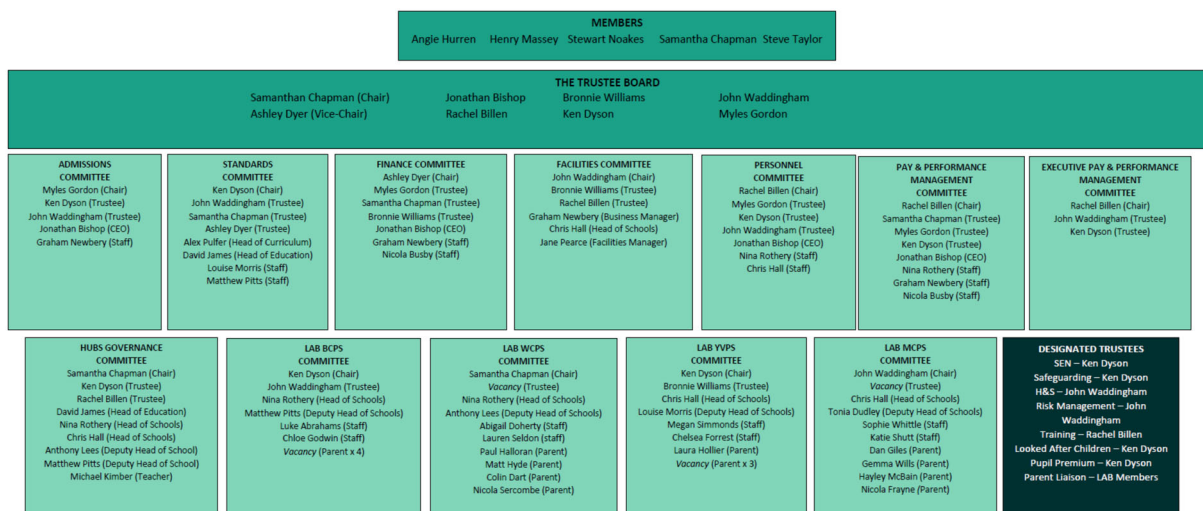 MEMBERS
Angie Hurren Henry Massey Stewart Noakes Samantha Chapman Steve Taylor
THE TRUSTEE BOARD
Samanthan Chapman (Chair) Jonathan Bishop Bronnie Williams John Waddingham
Ashley Dyer (Vice-Chair) Rachel Billen Ken Dyson Myles Gordon
ADMISSIONS
COMMITTEE
Myles Gordon (Chair)
Ken Dyson (Trustee)
John Waddingham (Trustee)
Jonathan Bishop (CEO)
Graham Newbery (Staff)
STANDARDS
COMMITTEE
Ken Dyson (Chair)
John Waddingham (Trustee)
Samantha Chapman (Trustee)
Ashley Dyer (Trustee)
Alex Pulfer (Head of Curriculum)
David James (Head of Education)
Louise Morris (Staff)
Matthew Pitts (Staff)
FINANCE COMMITTEE
Ashley Dyer (Chair)
Myles Gordon (Trustee)
Samantha Chapman (Trustee)
Bronnie Williams (Trustee)
Jonathan Bishop (CEO)
Graham Newbery (Staff)
Nicola Busby (Staff)
FACILITIES COMMITTEE
John Waddingham (Chair)
Bronnie Williams (Trustee)
Rachel Billen (Trustee)
Graham Newbery (Business Manager)
Chris Hall (Head of Schools)
Jane Pearce (Facilities Manager)
PERSONNEL
COMMITTEE
Rachel Billen (Chair)
Myles Gordon (Trustee)
Ken Dyson (Trustee)
John Waddingham (Trustee)
Jonathan Bishop (CEO)
Nina Rothery (Staff)
Chris Hall (Staff)
PAY & PERFORMANCE
MANAGEMENT
COMMITTEE
Rachel Billen (Chair)
Samantha Chapman (Trustee)
Myles Gordon (Trustee)
Ken Dyson (Trustee)
Jonathan Bishop (CEO)
Nina Rothery (Staff)
Graham Newbery (Staff)
Nicola Busby (Staff)
EXECUTIVE PAY & PERFORMANCE
MANAGEMENT
COMMITTEE
Rachel Billen (Chair)
John Waddingham (Trustee)
Ken Dyson (Trustee)
HUBS GOVERNANCE
COMMITTEE
Samantha Chapman (Chair)
Ken Dyson (Trustee)
Rachel Billen (Trustee)
David James (Head of Education)
Nina Rothery (Head of Schools)
Chris Hall (Head of Schools)
Anthony Lees (Deputy Head of School)
Matthew Pitts (Deputy Head of School)
Michael Kimber (Teacher)
LAB BCPS
COMMITTEE
Ken Dyson (Chair)
John Waddingham (Trustee)
Nina Rothery (Head of Schools)
Matthew Pitts (Deputy Head of Schools)
Luke Abrahams (Staff)
Chloe Godwin (Staff)
Vacancy (Parent x 4)
LAB WCPS
COMMITTEE
Samantha Chapman (Chair)
Vacancy (Trustee)
Nina Rothery (Head of Schools)
Anthony Lees (Deputy Head of Schools)
Abigail Doherty (Staff)
Lauren Seldon (staff)
Paul Halloran (Parent)
Matt Hyde (Parent)
Colin Dart (Parent)
Nicola Sercombe (Parent)
LAB YVPS
COMMITTEE
Ken Dyson (Chair)
Bronnie Williams (Trustee)
Chris Hall (Head of Schools)
Louise Morris (Deputy Head of Schools)
Megan Simmonds (Staff)
Chelsea Forrest (Staff)
Laura Hollier (Parent)
Vacancy (Parent x 3)
LAB MCPS
COMMITTEE
John Waddingham (Chair)
Vacancy (Trustee)
Chris Hall (Head of Schools)
Tonia Dudley (Deputy Head of Schools)
Sophie Whittle (Staff)
Katie Shutt (Staff)
Dan Giles (Parent)
Gemma Wills (Parent)
Hayley McBain (Parent)
Nicola Frayne (Parent)
DESIGNATED TRUSTEES
SEN – Ken Dyson
Safeguarding – Ken Dyson
H&S – John Waddingham
Risk Management – John
Waddingham
Training – Rachel Billen
Looked After Children – Ken Dyson
Pupil Premium – Ken Dyson
Parent Liaison – LAB Members